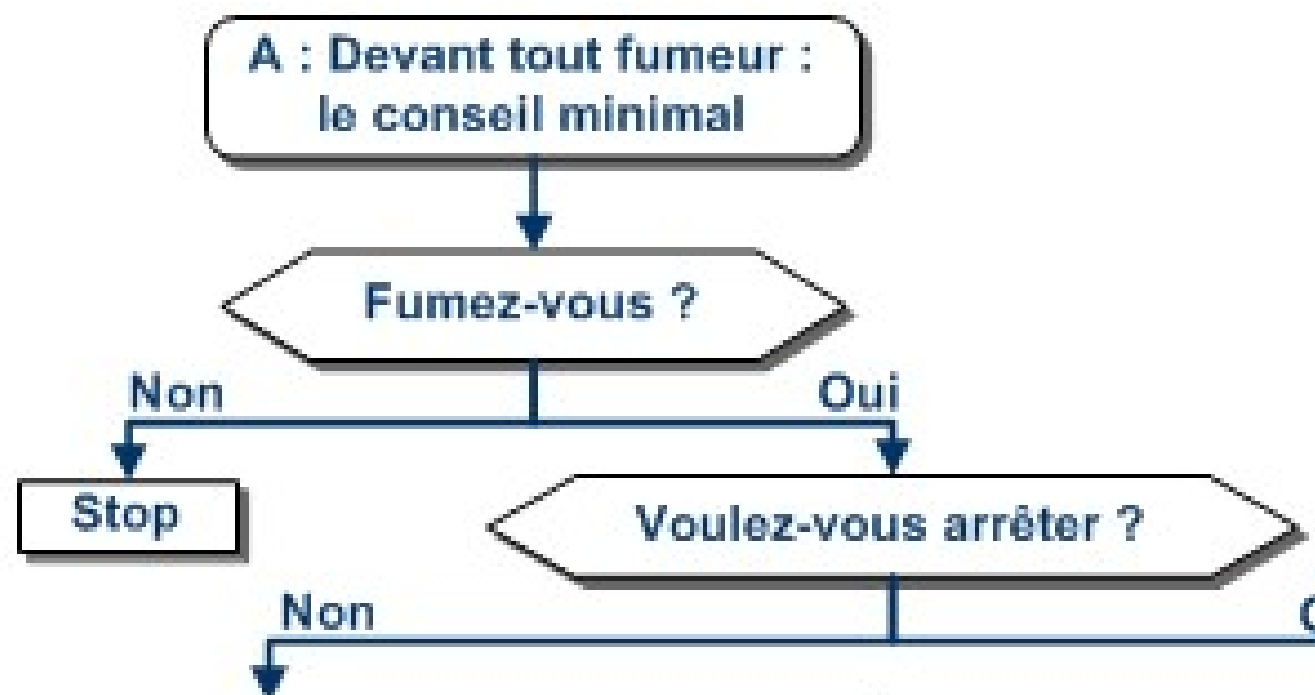 A : Devant tout fumeur :
le conseil minimal
Fumez-vous ?
Non
Oui
Stop
Voulez-vous arrêter ?
Non